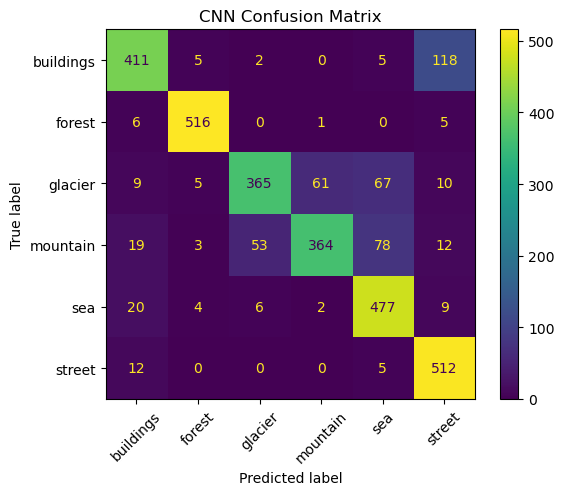 CNN Confusion Matrix
buildings 411 5 2 0 5 118
forest 6 516 0 1 0 5
glacier 9 5 365 61 67 10
mountain 19 3 53 364 78 12
sea 20 4 6 2 477 9
street 12 0 0 0 5 512
buildings forest glacier mountain sea street
True label
Predicted label
500
400
300
200
100
0